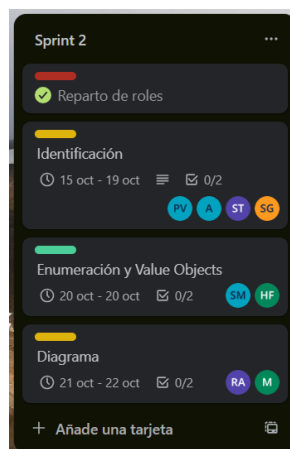 Sprint 2
Reparto de roles
Identificación
15 oct - 19 oct 0/2
PV A ST SG
Enumeración y Value Objects
20 oct - 20 oct 0/2 SM HF
Diagrama
21 oct - 22 oct 0/2 RA M
+ Añade una tarjeta